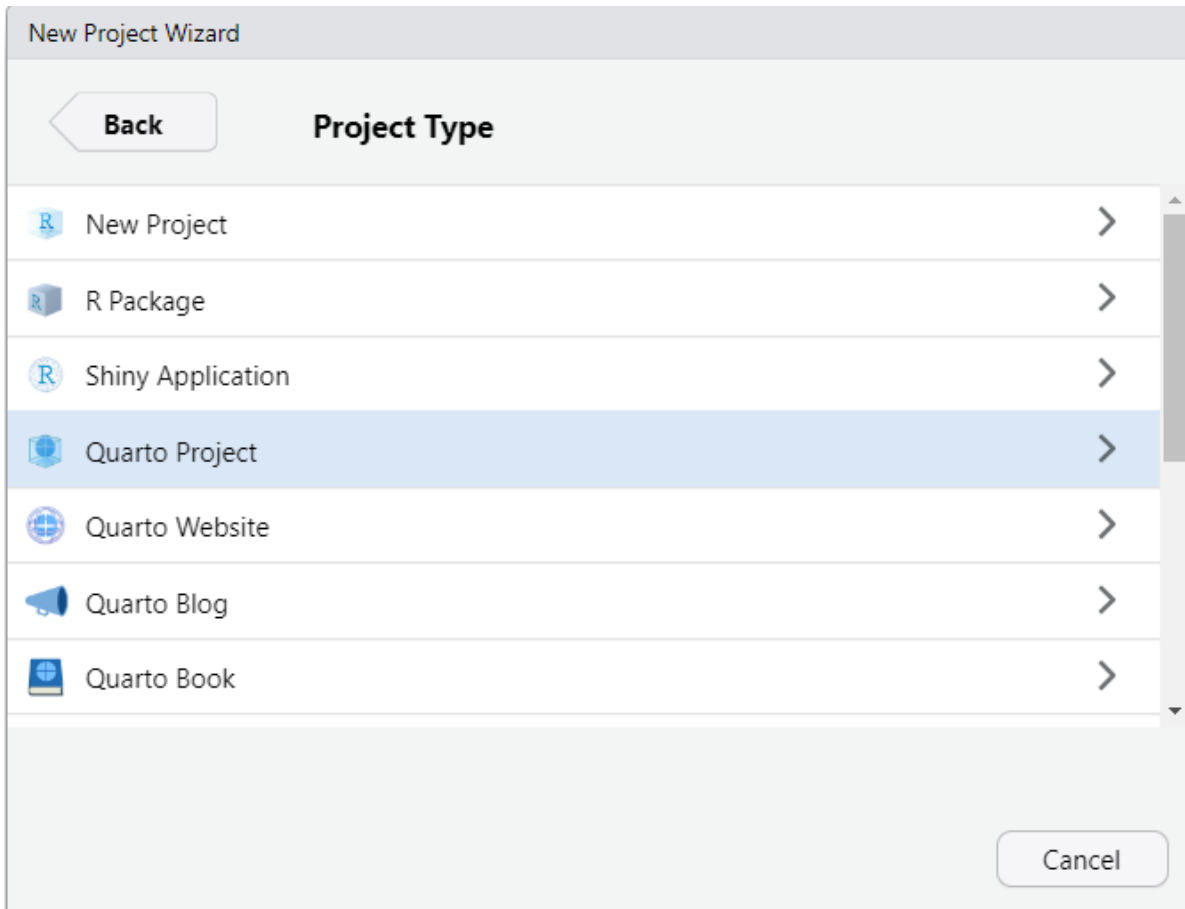 New Project Wizard
Back
Project Type
R New Project
R R Package
R Shiny Application
Quarto Project
Quarto Website
Quarto Blog
Quarto Book
Cancel